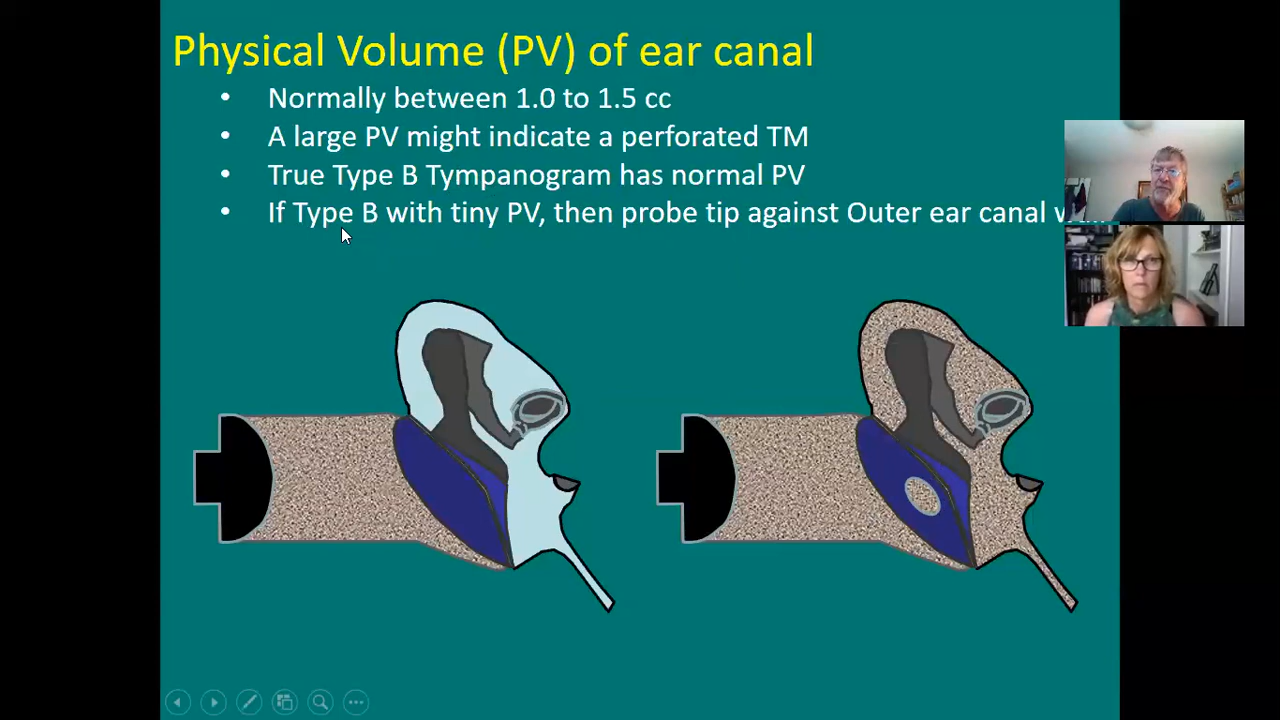 Physical Volume (PV) of ear canal
• Normally between 1.0 to 1.5 cc
• A large PV might indicate a perforated TM
• True Type B Tympanogram has normal PV
• If Type B with tiny PV, then probe tip against Outer ear canal